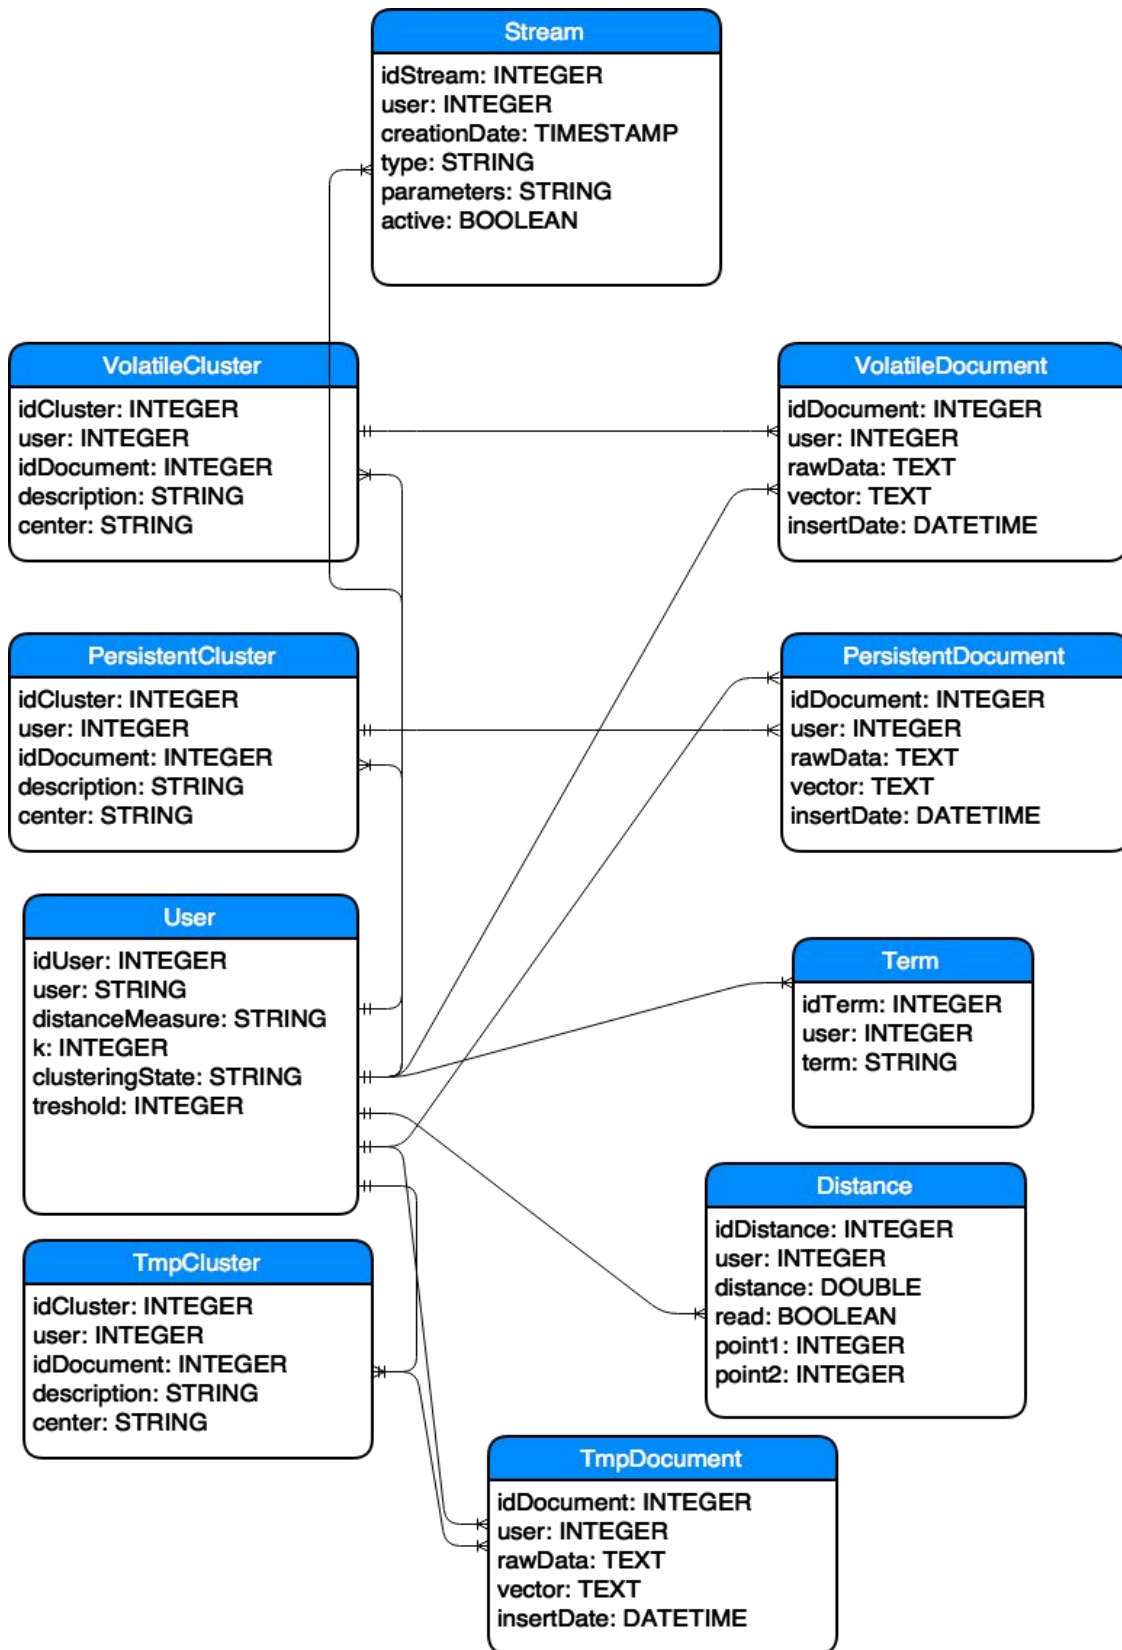 Stream
idStream: INTEGER
user: INTEGER
creationDate: TIMESTAMP
type: STRING
parameters: STRING
active: BOOLEAN
VolatileCluster
idCluster: INTEGER
user: INTEGER
idDocument: INTEGER
description: STRING
center: STRING
VolatileDocument
idDocument: INTEGER
user: INTEGER
rawData: TEXT
vector: TEXT
insertDate: DATETIME
PersistentCluster
idCluster: INTEGER
user: INTEGER
idDocument: INTEGER
description: STRING
center: STRING
PersistentDocument
idDocument: INTEGER
user: INTEGER
rawData: TEXT
vector: TEXT
insertDate: DATETIME
User
idUser: INTEGER
user: STRING
distanceMeasure: STRING
k: INTEGER
clusteringState: STRING
treshold: INTEGER
Term
idTerm: INTEGER
user: INTEGER
term: STRING
Distance
idDistance: INTEGER
user: INTEGER
distance: DOUBLE
read: BOOLEAN
point1: INTEGER
point2: INTEGER
TmpCluster
idCluster: INTEGER
user: INTEGER
idDocument: INTEGER
description: STRING
center: STRING
TmpDocument
idDocument: INTEGER
user: INTEGER
rawData: TEXT
vector: TEXT
insertDate: DATETIME